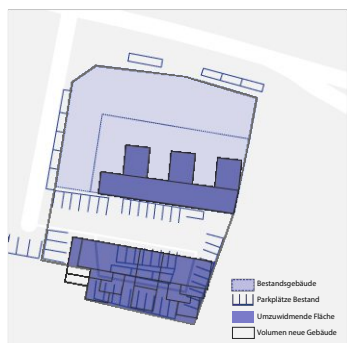 Bestandsgebäude
Parkplätze Bestand
Umzuwidmende Fläche
Volumen neue Gebäude